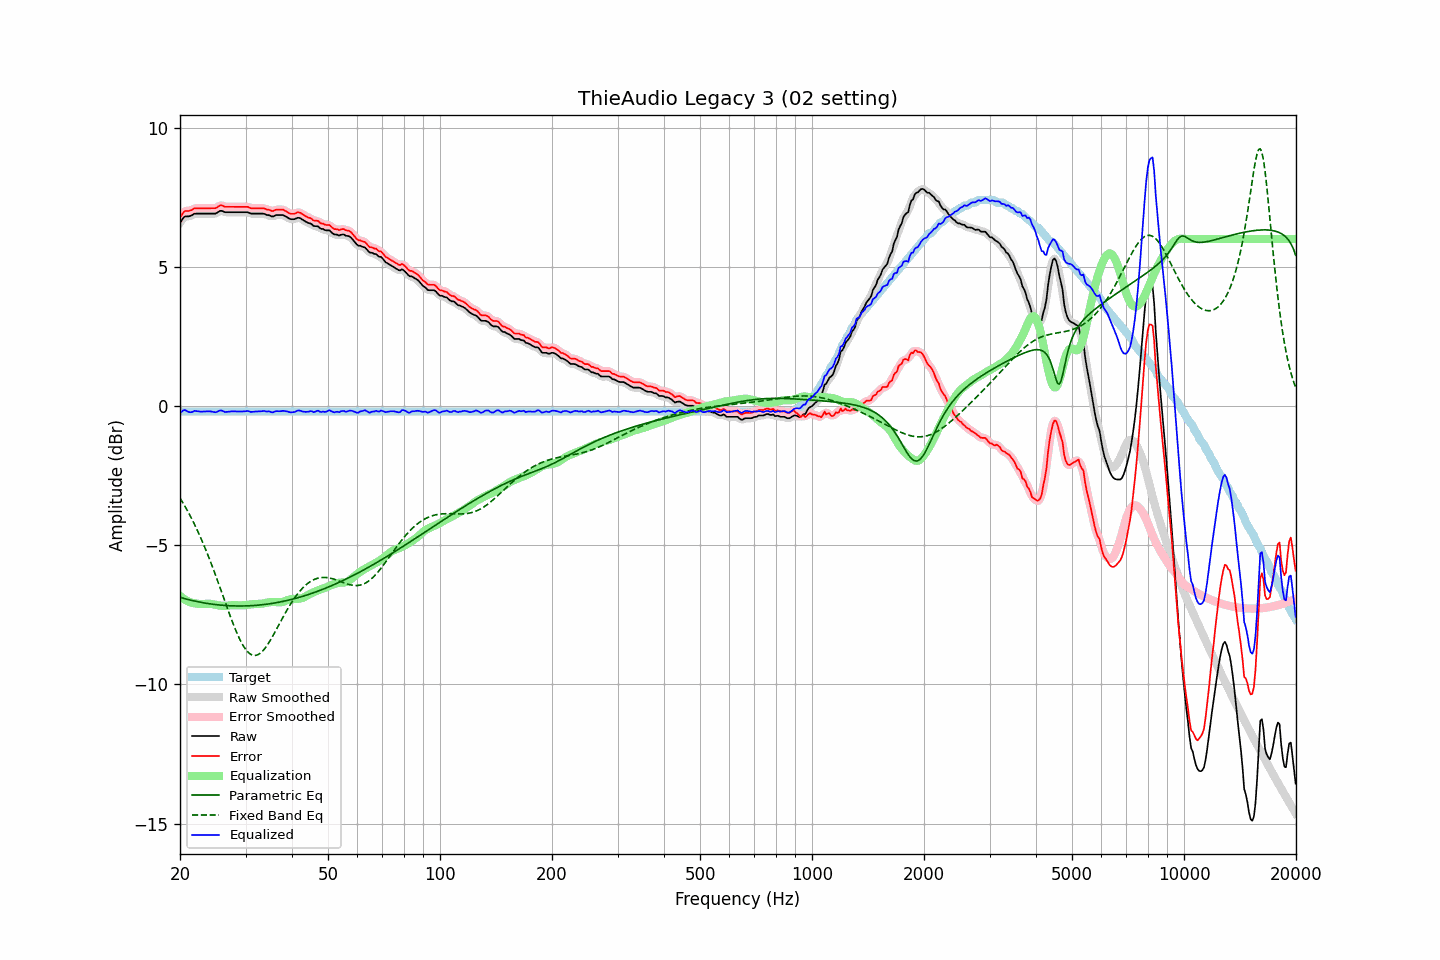 ThieAudio Legacy 3 (02 setting)
10
5
0
−5
−10
−15
Amplitude (dBr)
Target
Raw Smoothed
Error Smoothed
Raw
Error
Equalization
Parametric Eq
Fixed Band Eq
Equalized
20 50 100 200 500 1000 2000 5000 10000 20000
Frequency (Hz)